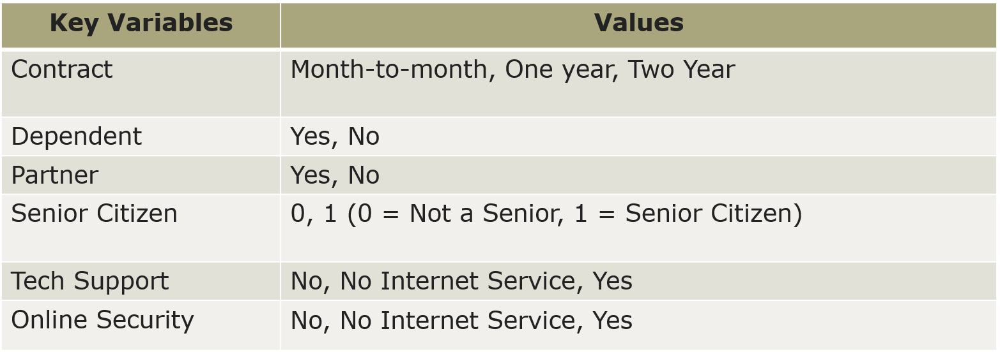 Key Variables Values
Contract Month-to-month, One year, Two Year
Dependent Yes, No
Partner Yes, No
Senior Citizen 0, 1 (0 = Not a Senior, 1 = Senior Citizen)
Tech Support No, No Internet Service, Yes
Online Security No, No Internet Service, Yes